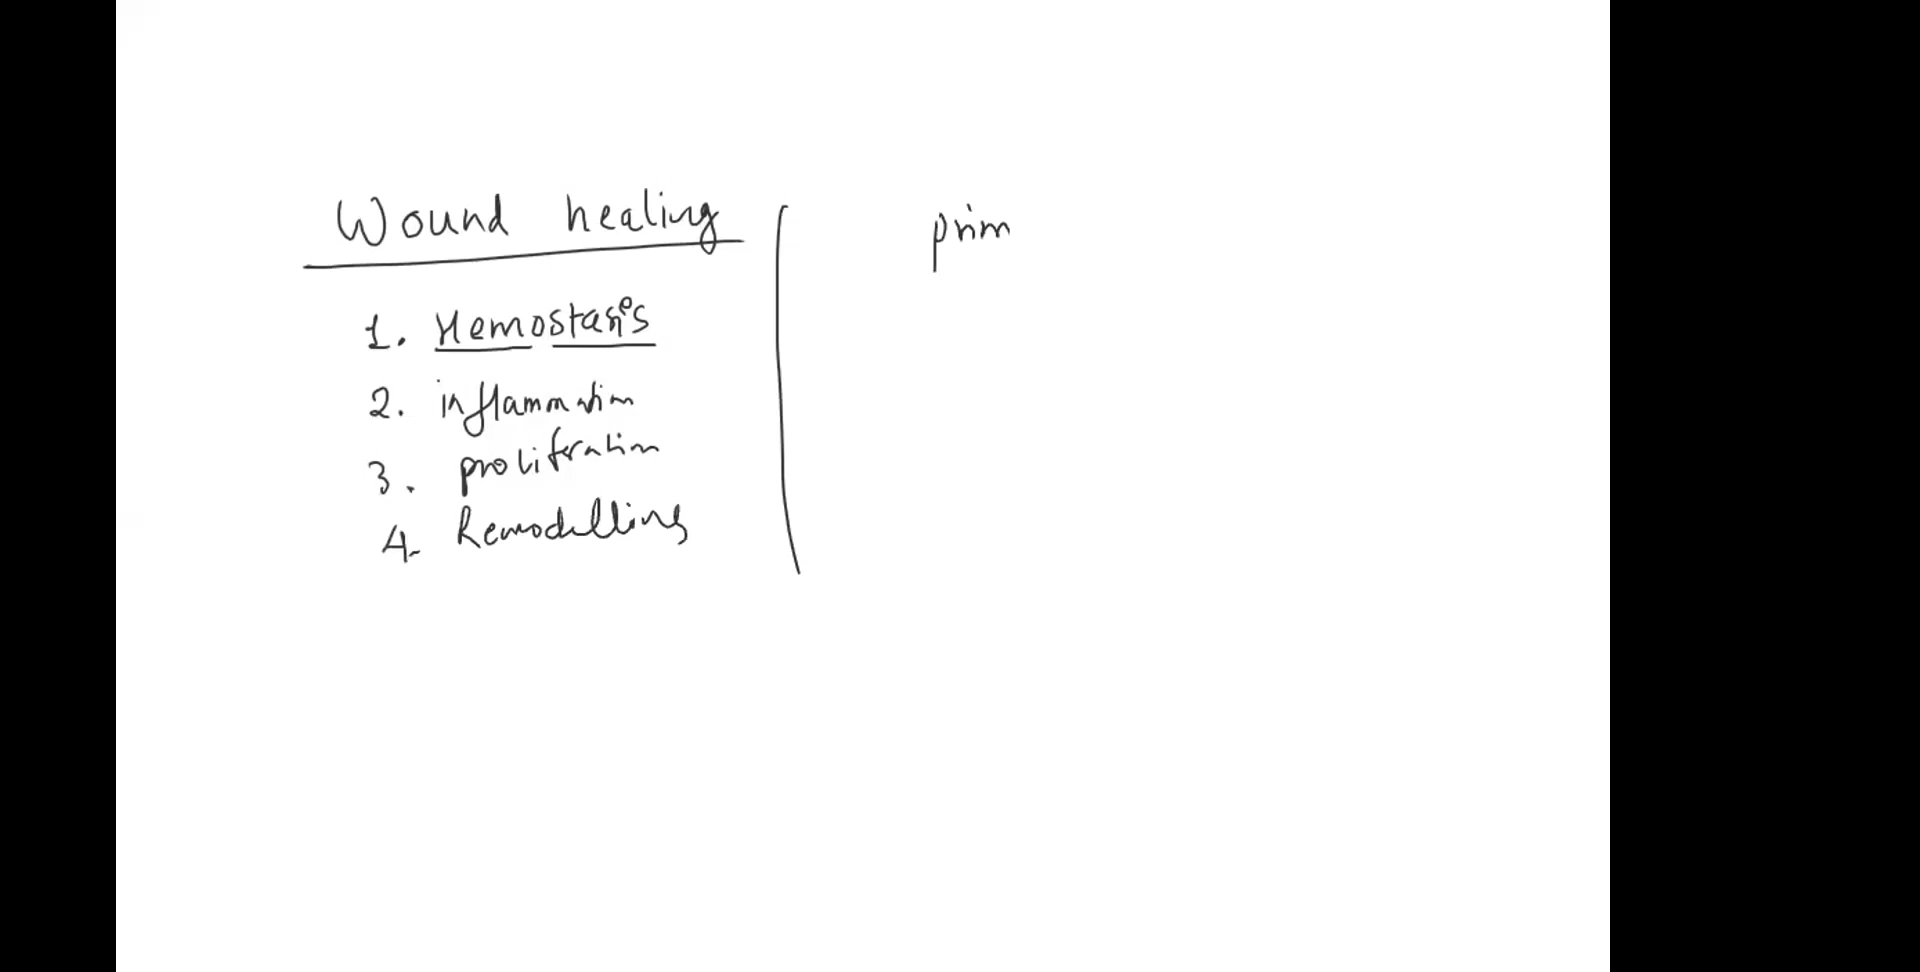 Wound healing
1. Hemostasis
2. inflammation
3. proliferation
4. Remodelling
prim